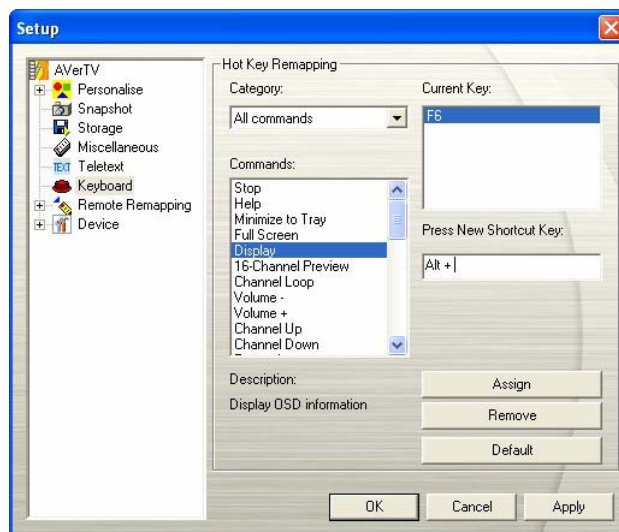 Setup
AVerTV
Personalise
Snapshot
Storage
Miscellaneous
TEXT Teletext
Keyboard
Remote Remapping
Device
Hot Key Remapping
Category:
All commands
Commands:
Stop
Help
Minimize to Tray
Full Screen
Display
16-Channel Preview
Channel Loop
Volume -
Volume +
Channel Up
Channel Down
Description:
Display OSD information
Current Key:
F6
Press New Shortcut Key:
Alt +
Assign
Remove
Default
OK
Cancel
Apply